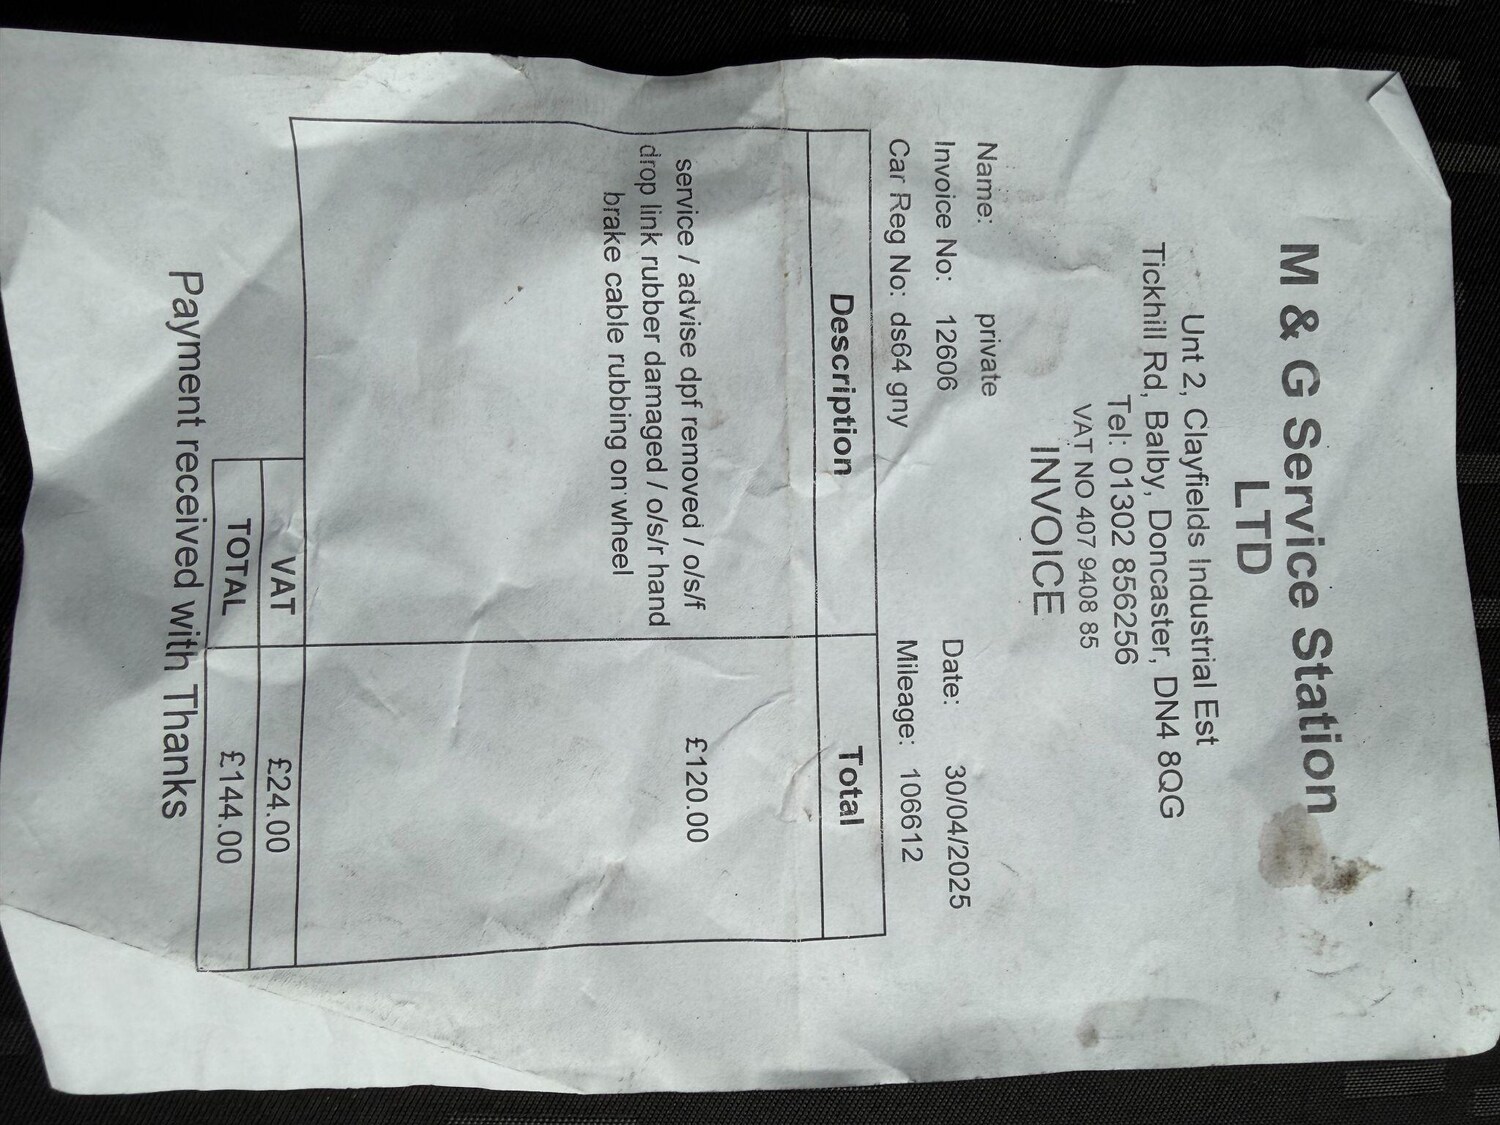 M & G Service Station
LTD
Unt 2, Clayfields Industrial Est
Tickhill Rd, Balby, Doncaster, DN4 8QG
Tel: 01302 856256
VAT NO 407 9408 85
INVOICE
Name: private
Invoice No: 12606 Date: 30/04/2025
Car Reg No: ds64 gny Mileage: 106612
Description Total
service / advise dpf removed / o/s/f £120.00
drop link rubber damaged / o/s/r hand
brake cable rubbing on wheel
VAT £24.00
TOTAL £144.00
Payment received with Thanks